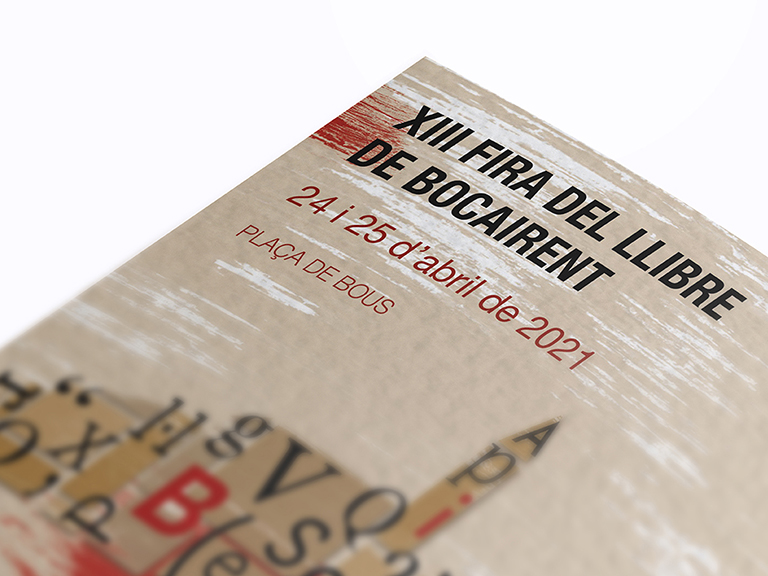 XIII FIRA DEL LLIBRE
DE BOCAIRENT
24 i 25 d'abril de 2021
PLAÇA DE BOUS